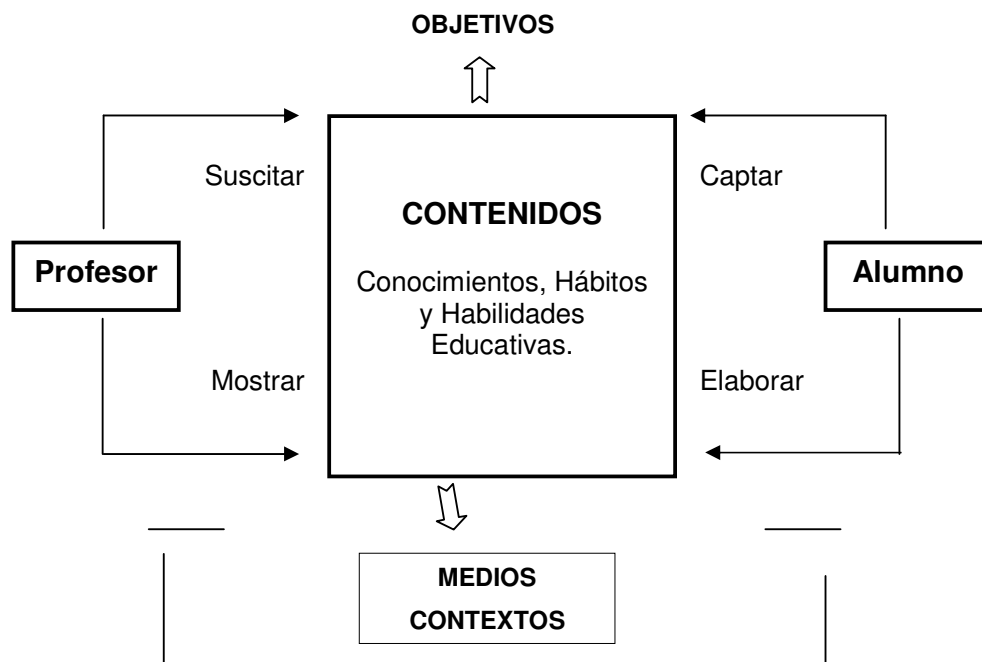 OBJETIVOS
Suscitar
Captar
CONTENIDOS
Profesor
Conocimientos, Hábitos
y Habilidades
Educativas.
Alumno
Mostrar
Elaborar
MEDIOS
CONTEXTOS